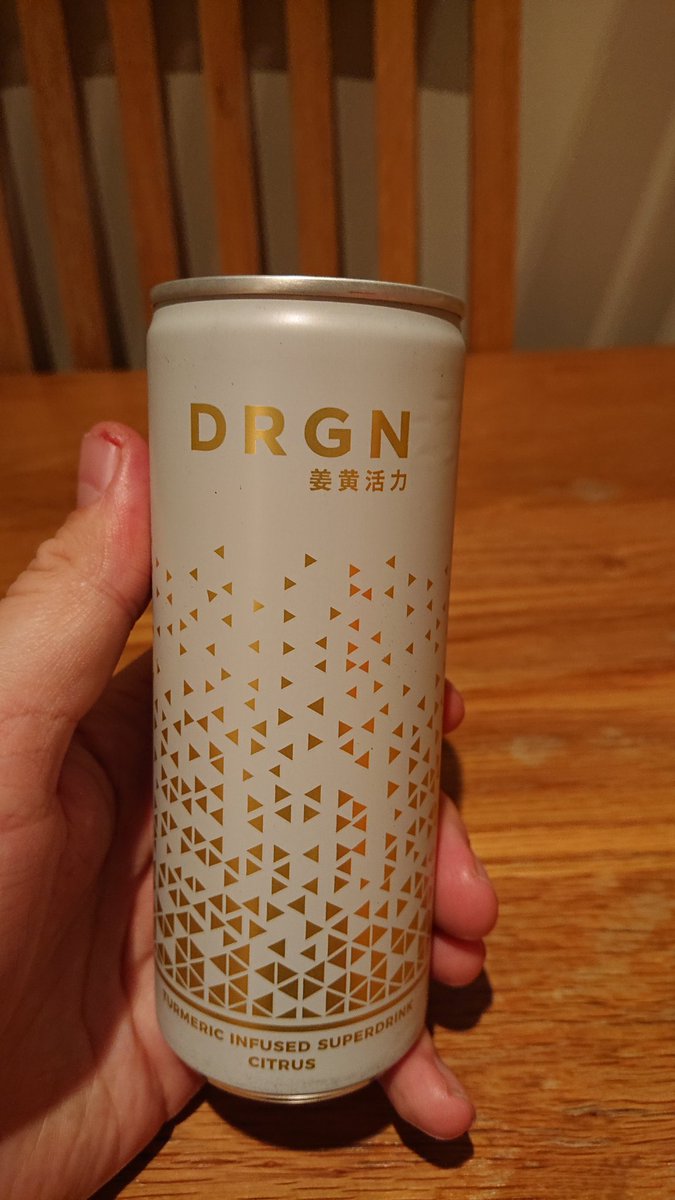 DRGN
姜黄活力
TURMERIC INFUSED SUPERDRINK
CITRUS